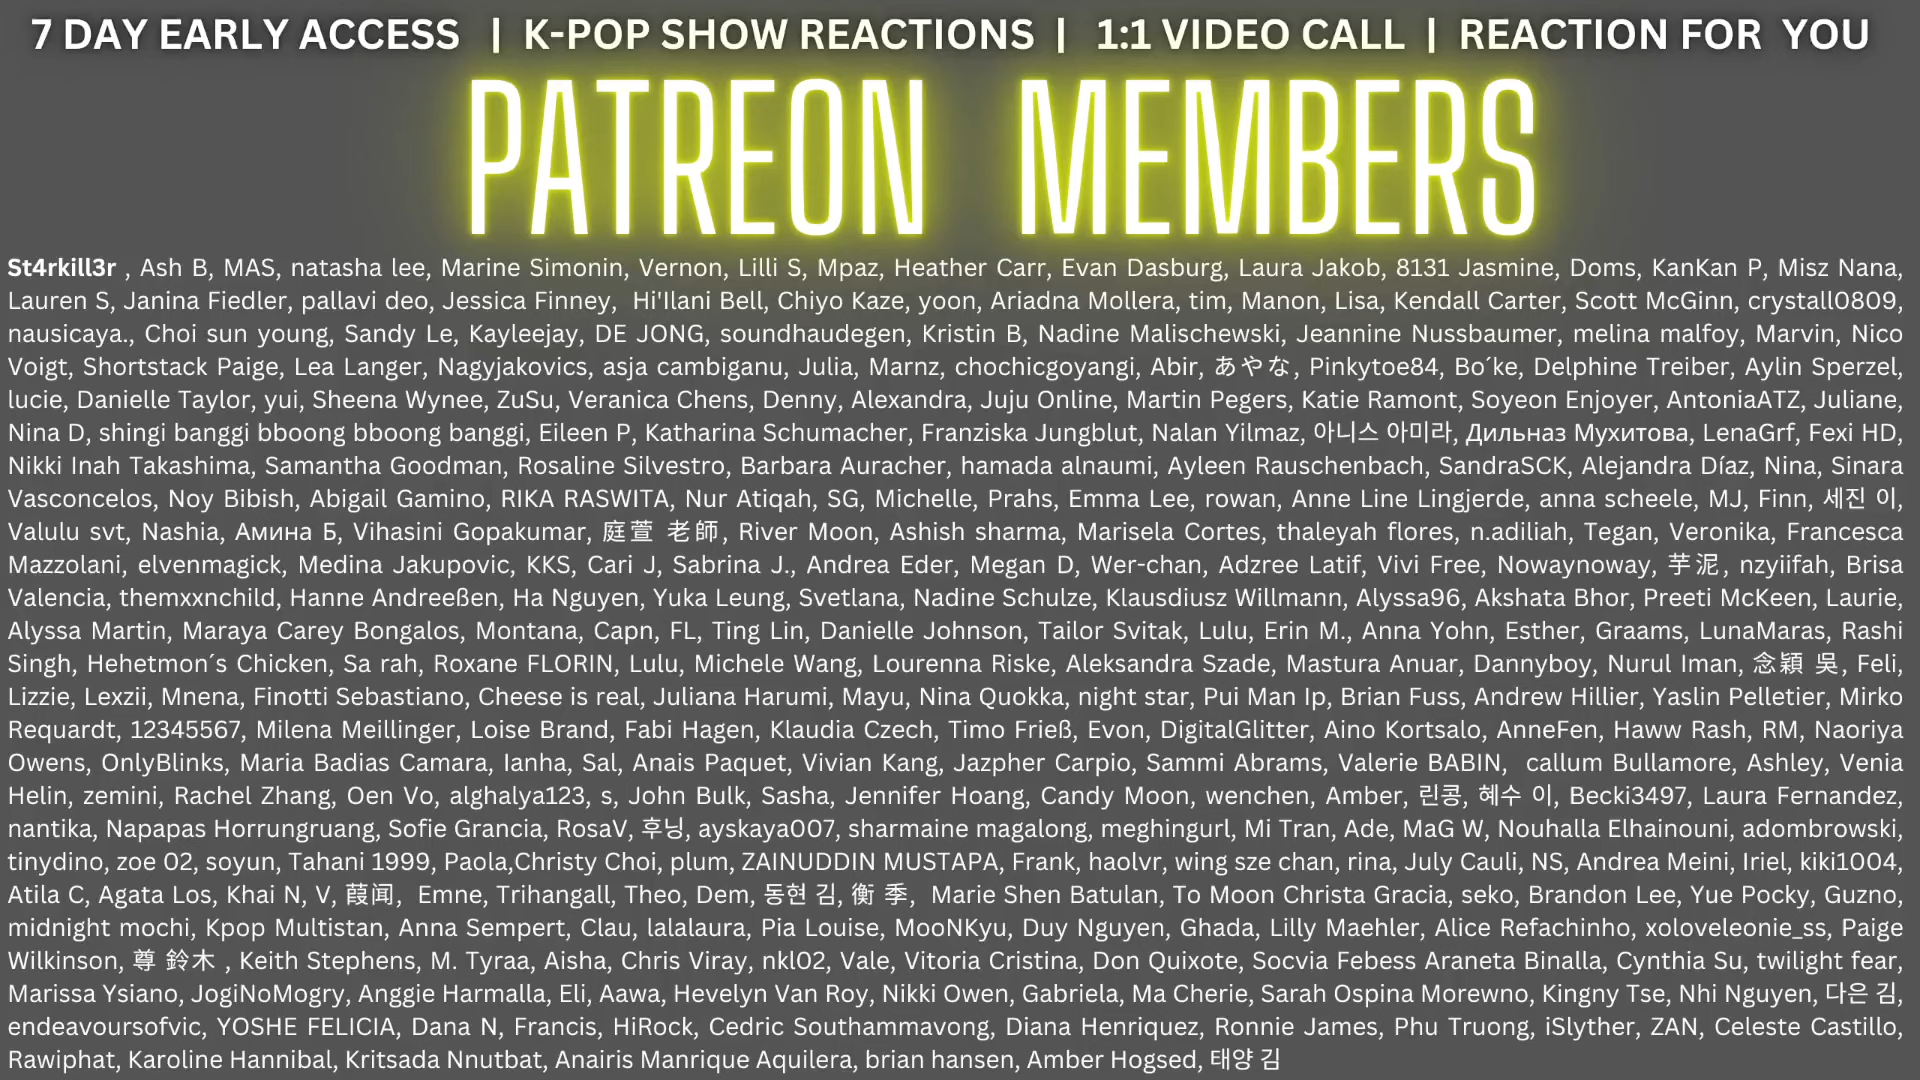 7 DAY EARLY ACCESS | K-POP SHOW REACTIONS | 1:1 VIDEO CALL | REACTION FOR YOU
PATREON MEMBERS
St4rkill3r , Ash B, MAS, natasha lee, Marine Simonin, Vernon, Lilli S, Mpaz, Heather Carr, Evan Dasburg, Laura Jakob, 8131 Jasmine, Doms, KanKan P, Misz Nana,
Lauren S, Janina Fiedler, pallavi deo, Jessica Finney, Hi'Ilani Bell, Chiyo Kaze, yoon, Ariadna Mollera, tim, Manon, Lisa, Kendall Carter, Scott McGinn, crystall0809,
nausicaya., Choi sun young, Sandy Le, Kayleejay, DE JONG, soundhaudegen, Kristin B, Nadine Malischewski, Jeannine Nussbaumer, melina malfoy, Marvin, Nico
Voigt, Shortstack Paige, Lea Langer, Nagyjakovics, asja cambiganu, Julia, Marnz, chochicgoyangi, Abir, あやな, Pinkytoe84, Bo´ke, Delphine Treiber, Aylin Sperzel,
lucie, Danielle Taylor, yui, Sheena Wynee, ZuSu, Veranica Chens, Denny, Alexandra, Juju Online, Martin Pegers, Katie Ramont, Soyeon Enjoyer, AntoniaATZ, Juliane,
Nina D, shingi banggi bboong bboong banggi, Eileen P, Katharina Schumacher, Franziska Jungblut, Nalan Yilmaz, 아니스 아미라, Дильназ Мухитова, LenaGrf, Fexi HD,
Nikki Inah Takashima, Samantha Goodman, Rosaline Silvestro, Barbara Auracher, hamada alnaumi, Ayleen Rauschenbach, SandraSCK, Alejandra Díaz, Nina, Sinara
Vasconcelos, Noy Bibish, Abigail Gamino, RIKA RASWITA, Nur Atiqah, SG, Michelle, Prahs, Emma Lee, rowan, Anne Line Lingjerde, anna scheele, MJ, Finn, 세진 이,
Valulu svt, Nashia, Амина Б, Vihasini Gopakumar, 庭萱 老師, River Moon, Ashish sharma, Marisela Cortes, thaleyah flores, n.adiliah, Tegan, Veronika, Francesca
Mazzolani, elvenmagick, Medina Jakupovic, KKS, Cari J, Sabrina J., Andrea Eder, Megan D, Wer-chan, Adzree Latif, Vivi Free, Nowaynoway, 芋泥, nzyiifah, Brisa
Valencia, themxxnchild, Hanne Andreeßen, Ha Nguyen, Yuka Leung, Svetlana, Nadine Schulze, Klausdiusz Willmann, Alyssa96, Akshata Bhor, Preeti McKeen, Laurie,
Alyssa Martin, Maraya Carey Bongalos, Montana, Capn, FL, Ting Lin, Danielle Johnson, Tailor Svitak, Lulu, Erin M., Anna Yohn, Esther, Graams, LunaMaras, Rashi
Singh, Hehetmon´s Chicken, Sa rah, Roxane FLORIN, Lulu, Michele Wang, Lourenna Riske, Aleksandra Szade, Mastura Anuar, Dannyboy, Nurul Iman, 念穎 吳, Feli,
Lizzie, Lexzii, Mnena, Finotti Sebastiano, Cheese is real, Juliana Harumi, Mayu, Nina Quokka, night star, Pui Man Ip, Brian Fuss, Andrew Hillier, Yaslin Pelletier, Mirko
Requardt, 12345567, Milena Meillinger, Loise Brand, Fabi Hagen, Klaudia Czech, Timo Frieß, Evon, DigitalGlitter, Aino Kortsalo, AnneFen, Haww Rash, RM, Naoriya
Owens, OnlyBlinks, Maria Badias Camara, Ianha, Sal, Anais Paquet, Vivian Kang, Jazpher Carpio, Sammi Abrams, Valerie BABIN, callum Bullamore, Ashley, Venia
Helin, zemini, Rachel Zhang, Oen Vo, alghalya123, s, John Bulk, Sasha, Jennifer Hoang, Candy Moon, wenchen, Amber, 린콩, 혜수 이, Becki3497, Laura Fernandez,
nantika, Napapas Horrungruang, Sofie Grancia, RosaV, 후닝, ayskaya007, sharmaine magalong, meghingurl, Mi Tran, Ade, MaG W, Nouhalla Elhainouni, adombrowski,
tinydino, zoe 02, soyun, Tahani 1999, Paola,Christy Choi, plum, ZAINUDDIN MUSTAPA, Frank, haolvr, wing sze chan, rina, July Cauli, NS, Andrea Meini, Iriel, kiki1004,
Atila C, Agata Los, Khai N, V, 葭闻, Emne, Trihangall, Theo, Dem, 동현 김, 衡 季, Marie Shen Batulan, To Moon Christa Gracia, seko, Brandon Lee, Yue Pocky, Guzno,
midnight mochi, Kpop Multistan, Anna Sempert, Clau, lalalaura, Pia Louise, MooNKyu, Duy Nguyen, Ghada, Lilly Maehler, Alice Refachinho, xoloveleonie_ss, Paige
Wilkinson, 尊 鈴木 , Keith Stephens, M. Tyraa, Aisha, Chris Viray, nkl02, Vale, Vitoria Cristina, Don Quixote, Socvia Febess Araneta Binalla, Cynthia Su, twilight fear,
Marissa Ysiano, JogiNoMogry, Anggie Harmalla, Eli, Aawa, Hevelyn Van Roy, Nikki Owen, Gabriela, Ma Cherie, Sarah Ospina Morewno, Kingny Tse, Nhi Nguyen, 다은 김,
endeavoursofvic, YOSHE FELICIA, Dana N, Francis, HiRock, Cedric Southammavong, Diana Henriquez, Ronnie James, Phu Truong, iSlyther, ZAN, Celeste Castillo,
Rawiphat, Karoline Hannibal, Kritsada Nnutbat, Anairis Manrique Aquilera, brian hansen, Amber Hogsed, 태양 김